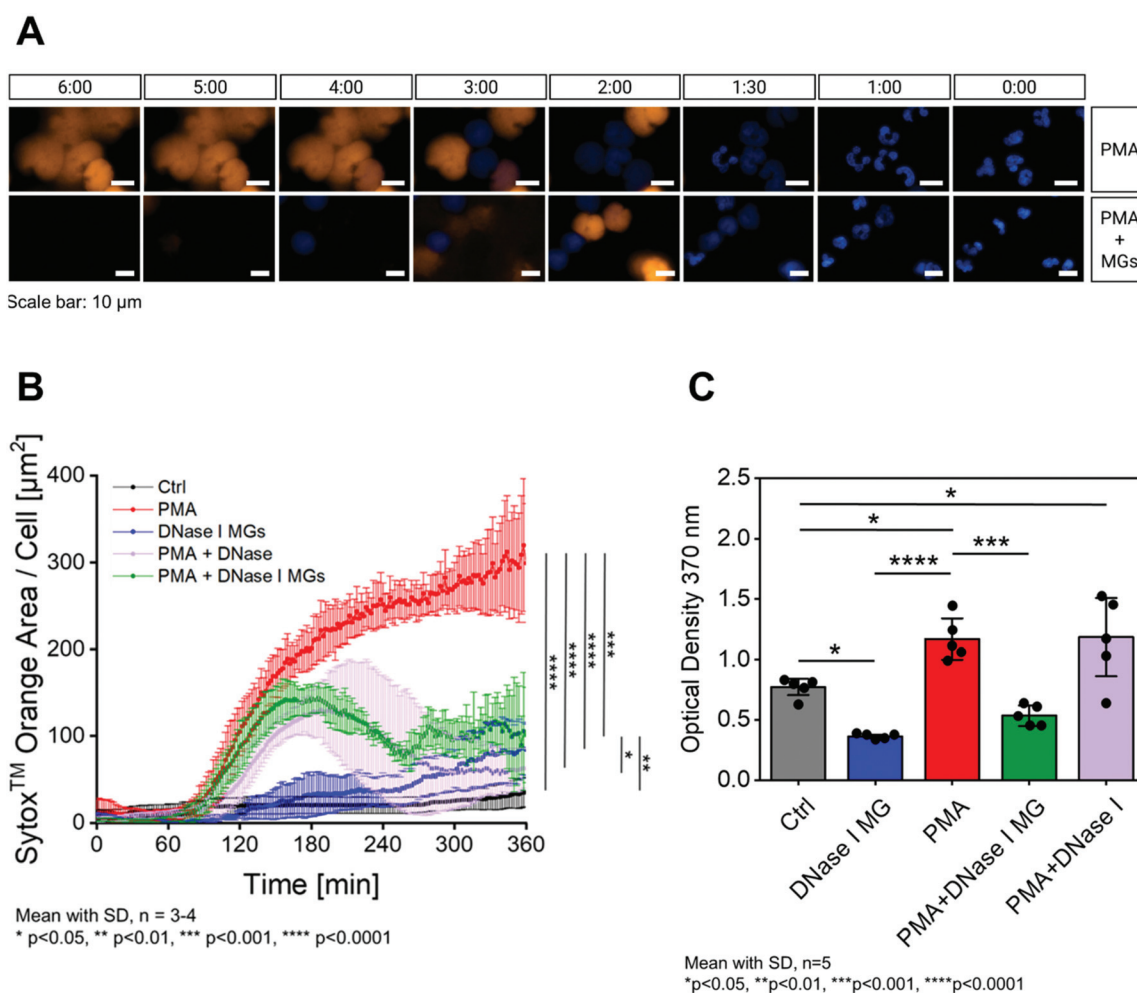 A
6:00 5:00 4:00 3:00 2:00 1:30 1:00 0:00
PMA
PMA
+
MGs
Scale bar: 10 µm
B
Sytox™ Orange Area / Cell [µm²]
400
300
200
100
0
Ctrl
PMA
DNase I MGs
PMA + DNase
PMA + DNase I MGs
****
****
****
***
*
**
0 60 120 180 240 300 360
Time [min]
Mean with SD, n = 3-4
* p<0.05, ** p<0.01, *** p<0.001, **** p<0.0001
C
Optical Density 370 nm
2.5
2.0
1.5
1.0
0.5
0.0
*
*
**** ***
*
Ctrl
DNase I MG
PMA
PMA+DNase I MG
PMA+DNase I
Mean with SD, n=5
*p<0.05, **p<0.01, ***p<0.001, ****p<0.0001